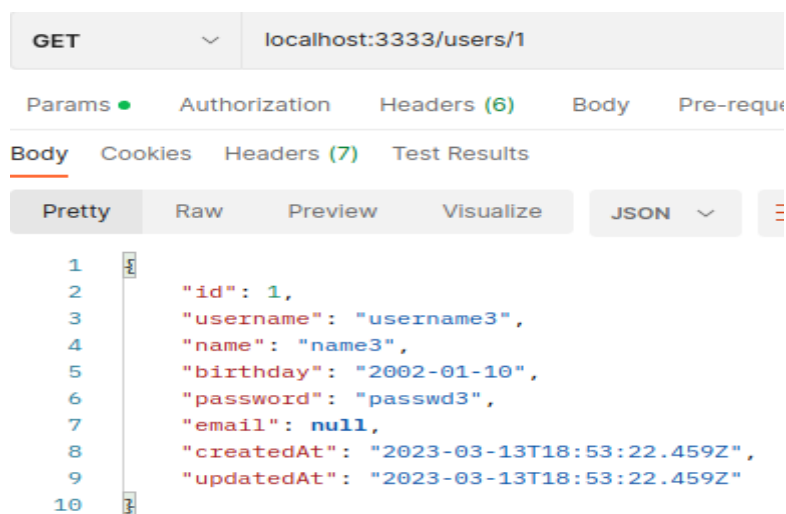 GET localhost:3333/users/1
Params Authorization Headers (6) Body Pre-reque
Body Cookies Headers (7) Test Results
Pretty Raw Preview Visualize JSON
1 {
2 "id": 1,
3 "username": "username3",
4 "name": "name3",
5 "birthday": "2002-01-10",
6 "password": "passwd3",
7 "email": null,
8 "createdAt": "2023-03-13T18:53:22.459Z",
9 "updatedAt": "2023-03-13T18:53:22.459Z"
10 }